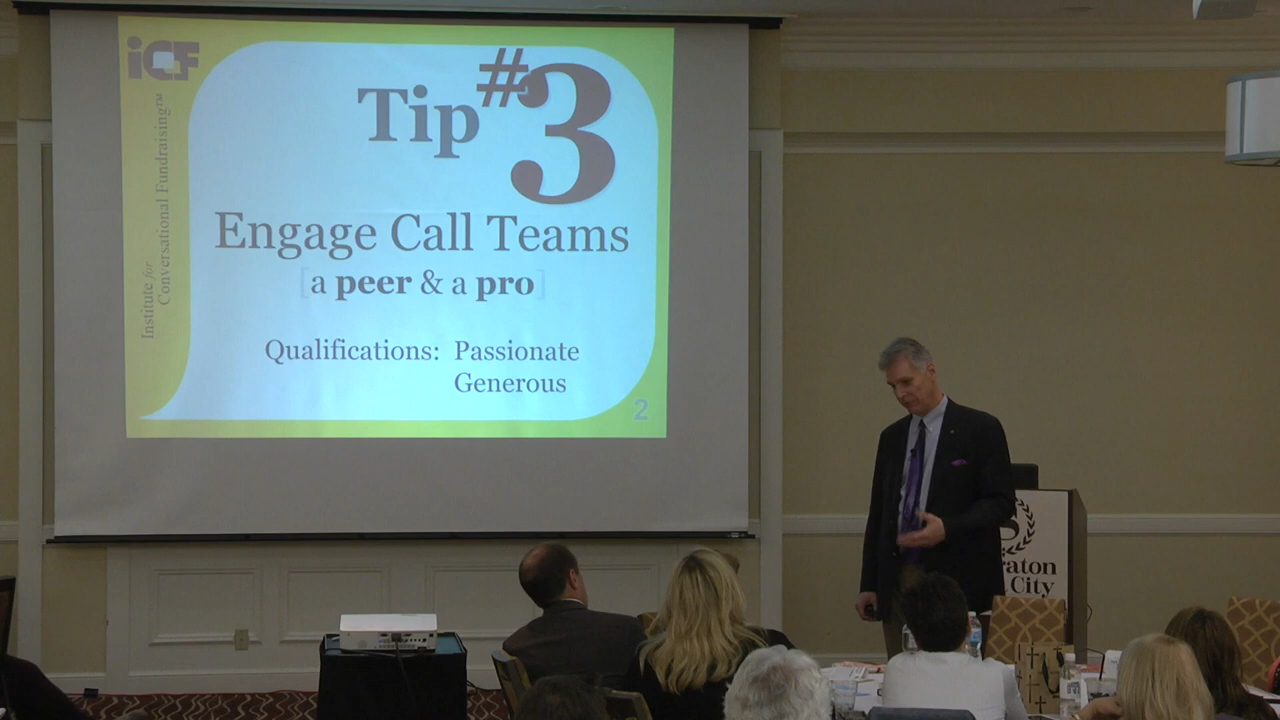 iCF
Institute for
Conversational Fundraising™
Tip #3
Engage Call Teams
[a peer & a pro]
Qualifications: Passionate
Generous
2
raton
City